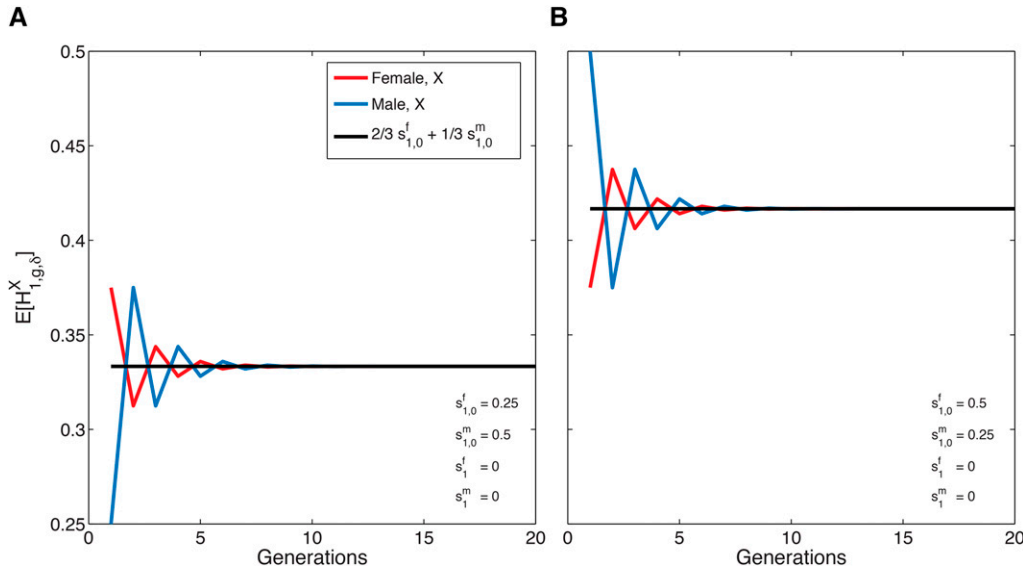 A
B
E[H^X_{1,g,δ}]
0.5
0.45
0.4
0.35
0.3
0.25
Female, X
Male, X
2/3 s^f_{1,0} + 1/3 s^m_{1,0}
s^f_{1,0} = 0.25
s^m_{1,0} = 0.5
s^f_1 = 0
s^m_1 = 0
0 5 10 15 20
Generations
s^f_{1,0} = 0.5
s^m_{1,0} = 0.25
s^f_1 = 0
s^m_1 = 0
0 5 10 15 20
Generations